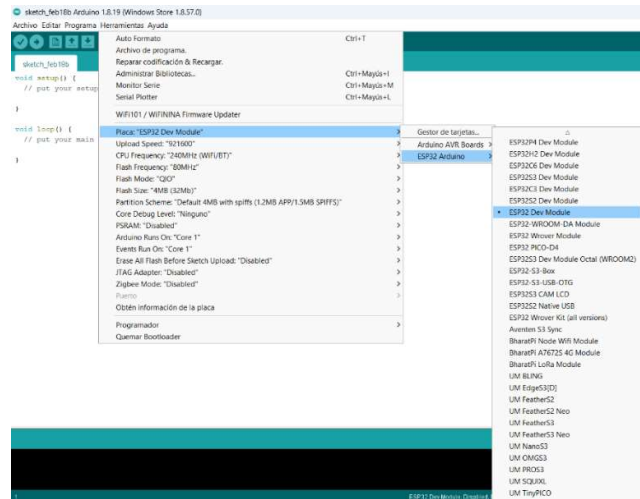 sketch_feb18b Arduino 1.8.19 (Windows Store 1.8.57.0)
Archivo Editar Programa Herramientas Ayuda
sketch_feb18b
void setup() {
// put your setup
}
void loop() {
// put your main
}
Auto Formato Ctrl+T
Archivo de programa.
Reparar codificación & Recargar.
Administrar Bibliotecas... Ctrl+Mayús+I
Monitor Serie Ctrl+Mayús+M
Serial Plotter Ctrl+Mayús+L
WiFi101 / WiFiNINA Firmware Updater
Placa: "ESP32 Dev Module"
Upload Speed: "921600"
CPU Frequency: "240MHz (WiFi/BT)"
Flash Frequency: "80MHz"
Flash Mode: "QIO"
Flash Size: "4MB (32Mb)"
Partition Scheme: "Default 4MB with spiffs (1.2MB APP/1.5MB SPIFFS)"
Core Debug Level: "Ninguno"
PSRAM: "Disabled"
Arduino Runs On: "Core 1"
Events Run On: "Core 1"
Erase All Flash Before Sketch Upload: "Disabled"
JTAG Adapter: "Disabled"
Zigbee Mode: "Disabled"
Puerto
Obtén información de la placa
Programador
Quemar Bootloader
Gestor de tarjetas...
Arduino AVR Boards
ESP32 Arduino
ESP32P4 Dev Module
ESP32H2 Dev Module
ESP32C6 Dev Module
ESP32S3 Dev Module
ESP32C3 Dev Module
ESP32S2 Dev Module
ESP32 Dev Module
ESP32-WROOM-DA Module
ESP32 Wrover Module
ESP32 PICO-D4
ESP32S3 Dev Module Octal (WROOM2)
ESP32-S3-Box
ESP32-S3-USB-OTG
ESP32S3 CAM LCD
ESP32S2 Native USB
ESP32 Wrover Kit (all versions)
Aventen S3 Sync
BharatPi Node Wifi Module
BharatPi A7672S 4G Module
BharatPi LoRa Module
UM BLING
UM EdgeS3[D]
UM FeatherS2
UM FeatherS2 Neo
UM FeatherS3
UM FeatherS3 Neo
UM NanoS3
UM OMGS3
UM PROS3
UM SQUIXL
UM TinyPICO
1
ESP32 Dev Module, Disabled,